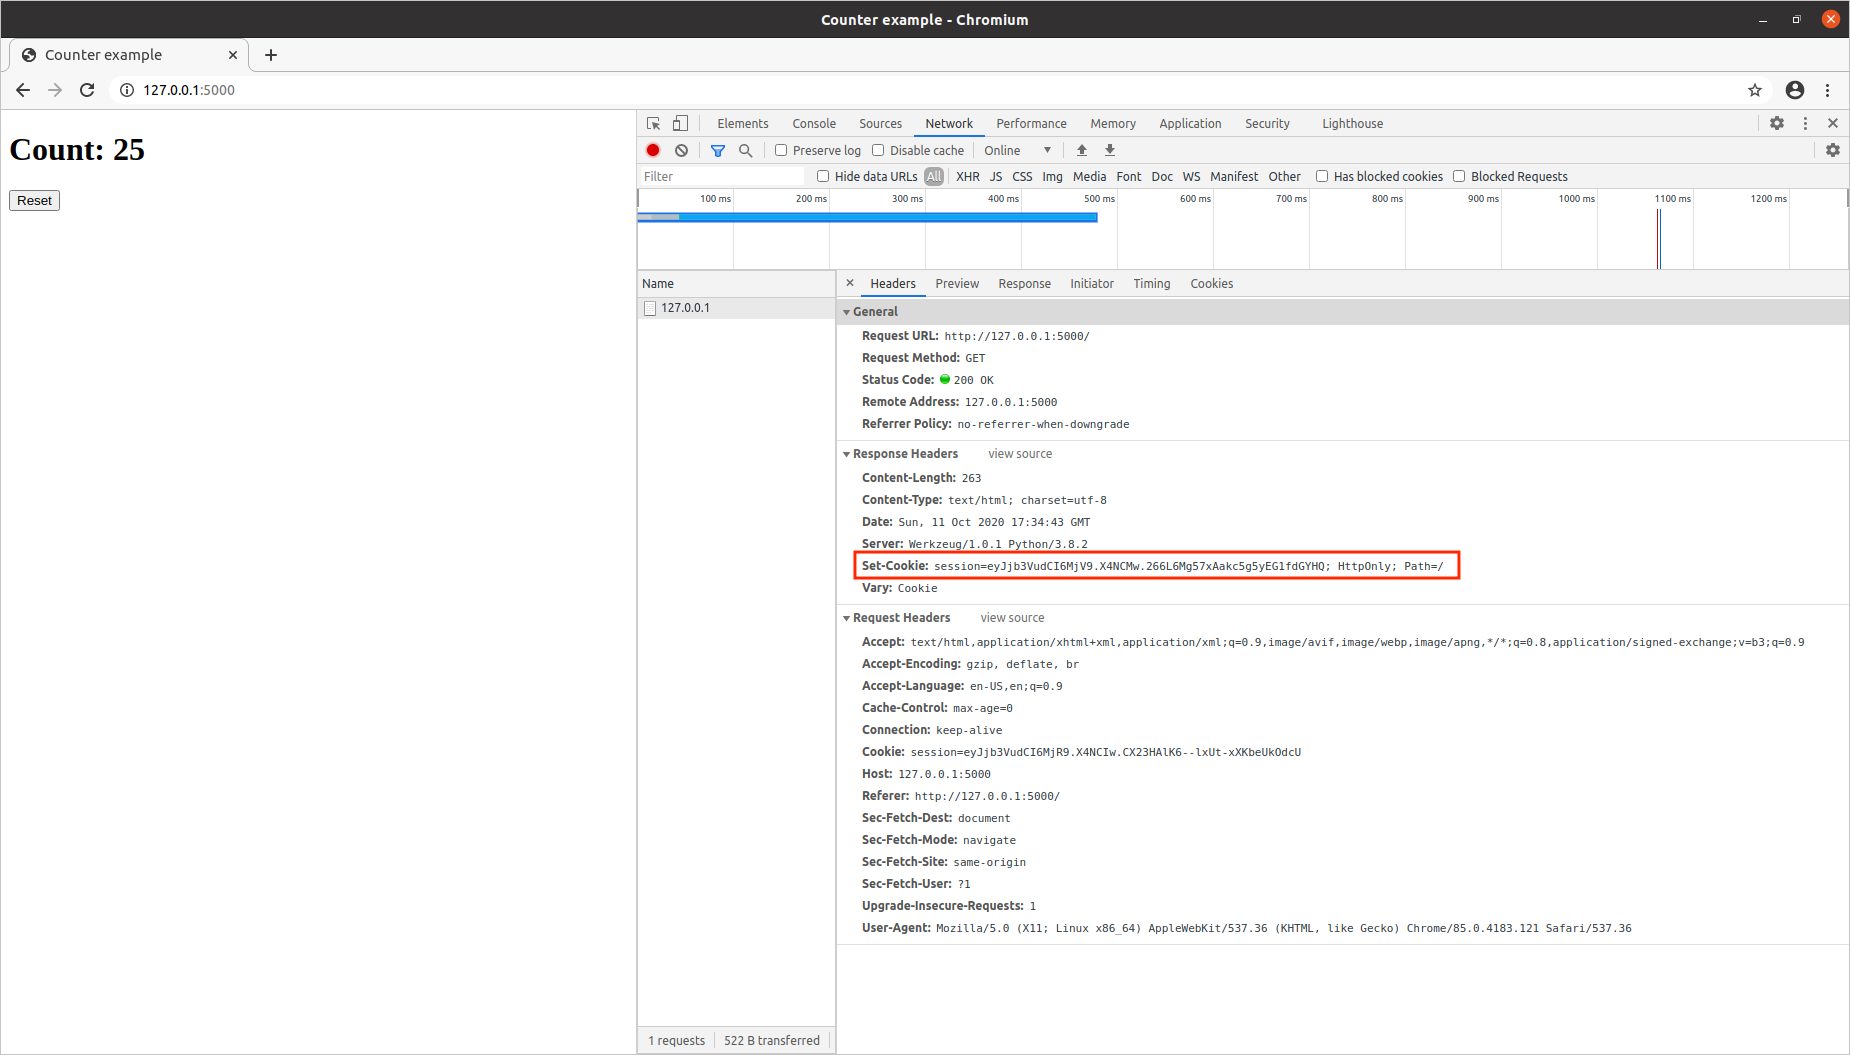 Counter example - Chromium
Counter example
127.0.0.1:5000
Count: 25
Reset
Elements Console Sources Network Performance Memory Application Security Lighthouse
Preserve log Disable cache Online
Filter Hide data URLs All XHR JS CSS Img Media Font Doc WS Manifest Other Has blocked cookies Blocked Requests
100 ms 200 ms 300 ms 400 ms 500 ms 600 ms 700 ms 800 ms 900 ms 1000 ms 1100 ms 1200 ms
Name
127.0.0.1
Headers Preview Response Initiator Timing Cookies
General
Request URL: http://127.0.0.1:5000/
Request Method: GET
Status Code: 200 OK
Remote Address: 127.0.0.1:5000
Referrer Policy: no-referrer-when-downgrade
Response Headers view source
Content-Length: 263
Content-Type: text/html; charset=utf-8
Date: Sun, 11 Oct 2020 17:34:43 GMT
Server: Werkzeug/1.0.1 Python/3.8.2
Set-Cookie: session=eyJjb3VudCI6MjV9.X4NCMw.266L6Mg57xAakc5g5yEG1fdGYHQ; HttpOnly; Path=/
Vary: Cookie
Request Headers view source
Accept: text/html,application/xhtml+xml,application/xml;q=0.9,image/avif,image/webp,image/apng,*/*;q=0.8,application/signed-exchange;v=b3;q=0.9
Accept-Encoding: gzip, deflate, br
Accept-Language: en-US,en;q=0.9
Cache-Control: max-age=0
Connection: keep-alive
Cookie: session=eyJjb3VudCI6MjR9.X4NCIw.CX23HAlK6--lxUt-xXKbeUkOdcU
Host: 127.0.0.1:5000
Referer: http://127.0.0.1:5000/
Sec-Fetch-Dest: document
Sec-Fetch-Mode: navigate
Sec-Fetch-Site: same-origin
Sec-Fetch-User: ?1
Upgrade-Insecure-Requests: 1
User-Agent: Mozilla/5.0 (X11; Linux x86_64) AppleWebKit/537.36 (KHTML, like Gecko) Chrome/85.0.4183.121 Safari/537.36
1 requests 522 B transferred